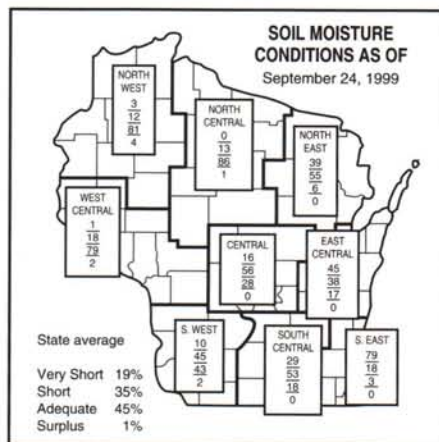 SOIL MOISTURE
CONDITIONS AS OF
September 24, 1999
NORTH
WEST
3
12
81
4
NORTH
CENTRAL
0
13
86
1
NORTH
EAST
39
55
6
0
WEST
CENTRAL
1
18
79
2
CENTRAL
16
56
28
0
EAST
CENTRAL
45
38
17
0
S. WEST
10
45
43
2
SOUTH
CENTRAL
29
53
18
0
S. EAST
79
18
3
0
State average
Very Short 19%
Short 35%
Adequate 45%
Surplus 1%